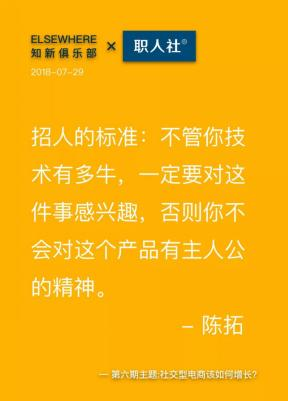 ELSEWHERE
知新俱乐部
×
职人社®
2018-07-29
招人的标准：不管你技
术有多牛，一定要对这
件事感兴趣，否则你不
会对这个产品有主人公
的精神。
– 陈拓
— 第六期主题:社交型电商该如何增长?